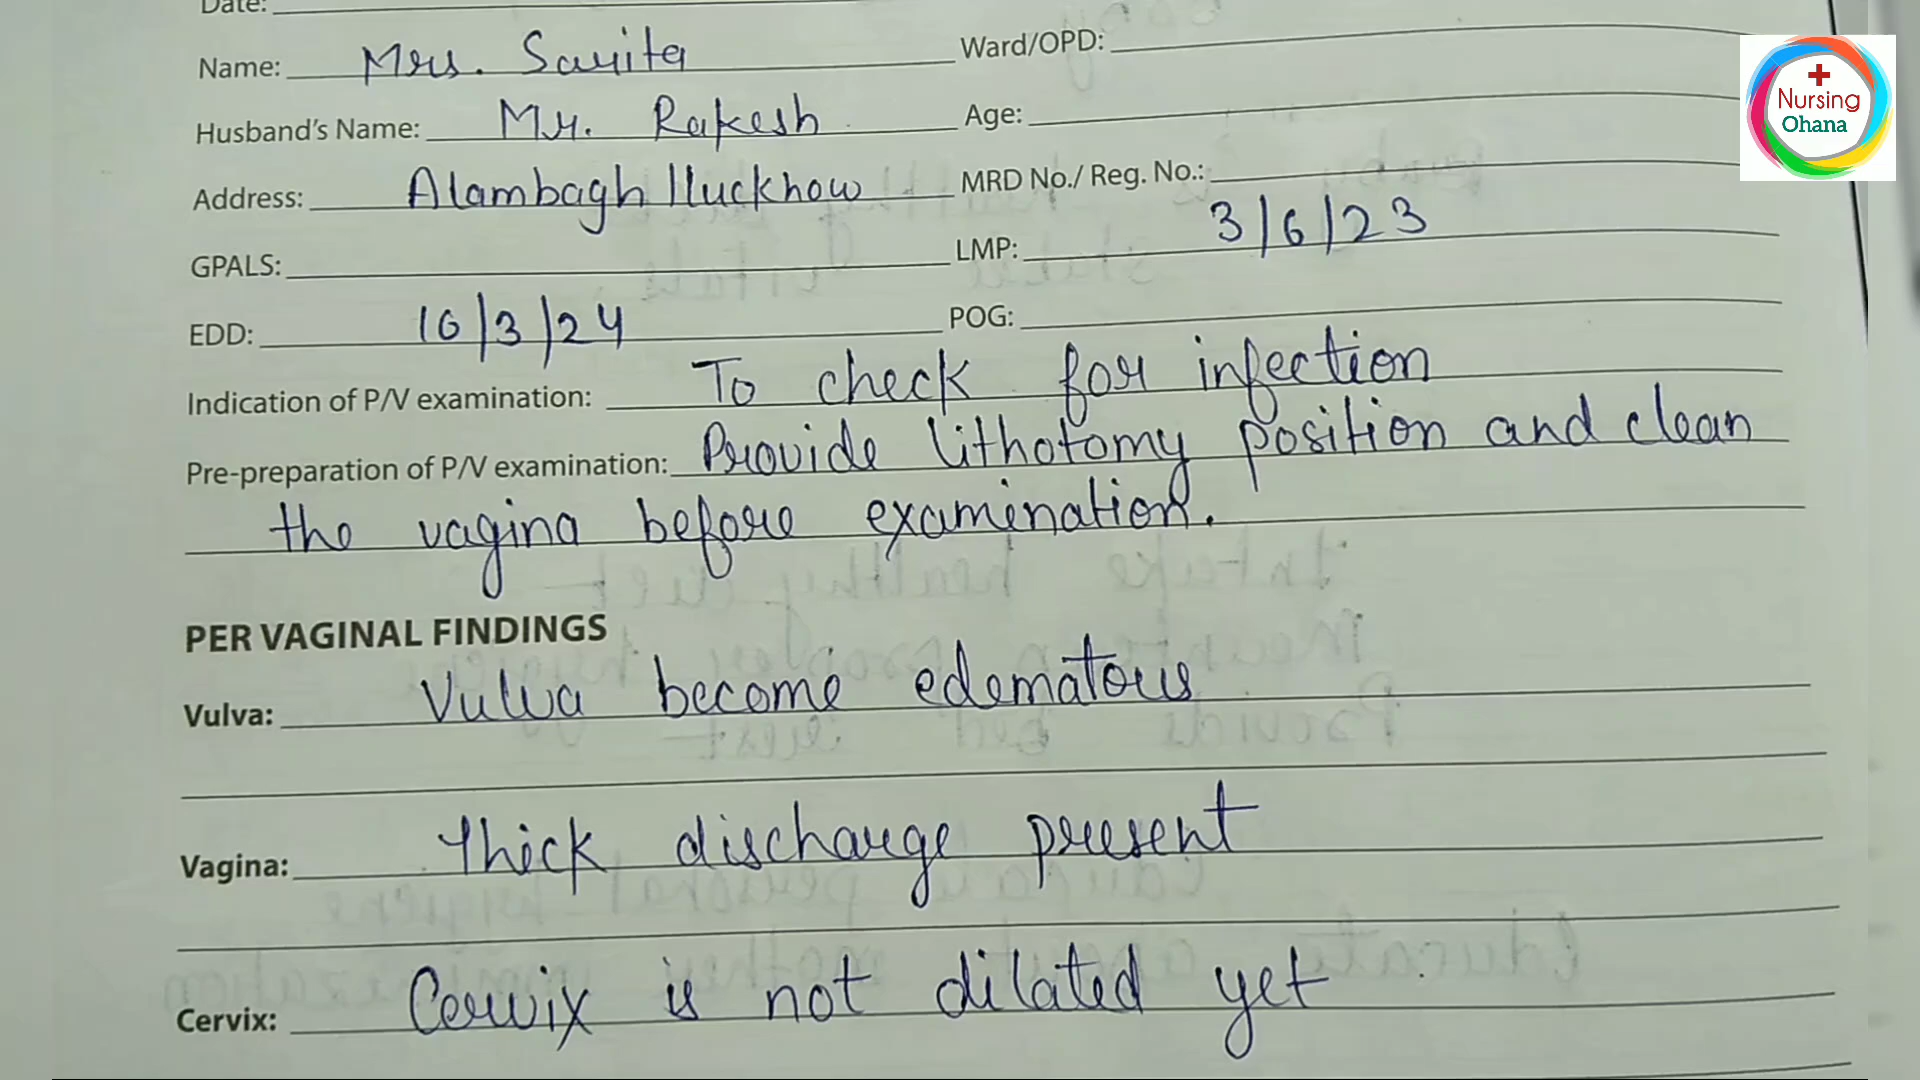 Date:
Name: Mrs. Savita Ward/OPD:
Husband's Name: Mr. Rakesh Age:
Address: Alambagh lucknow MRD No./ Reg. No.:
GPALS: LMP: 3/6/23
EDD: 10/3/24 POG:
Indication of P/V examination: To check for infection
Pre-preparation of P/V examination: Provide lithotomy position and clean
the vagina before examination.
PER VAGINAL FINDINGS
Vulva: Vulva become edematous
Vagina: Thick discharge present
Cervix: Cervix is not dilated yet
Nursing
Ohana